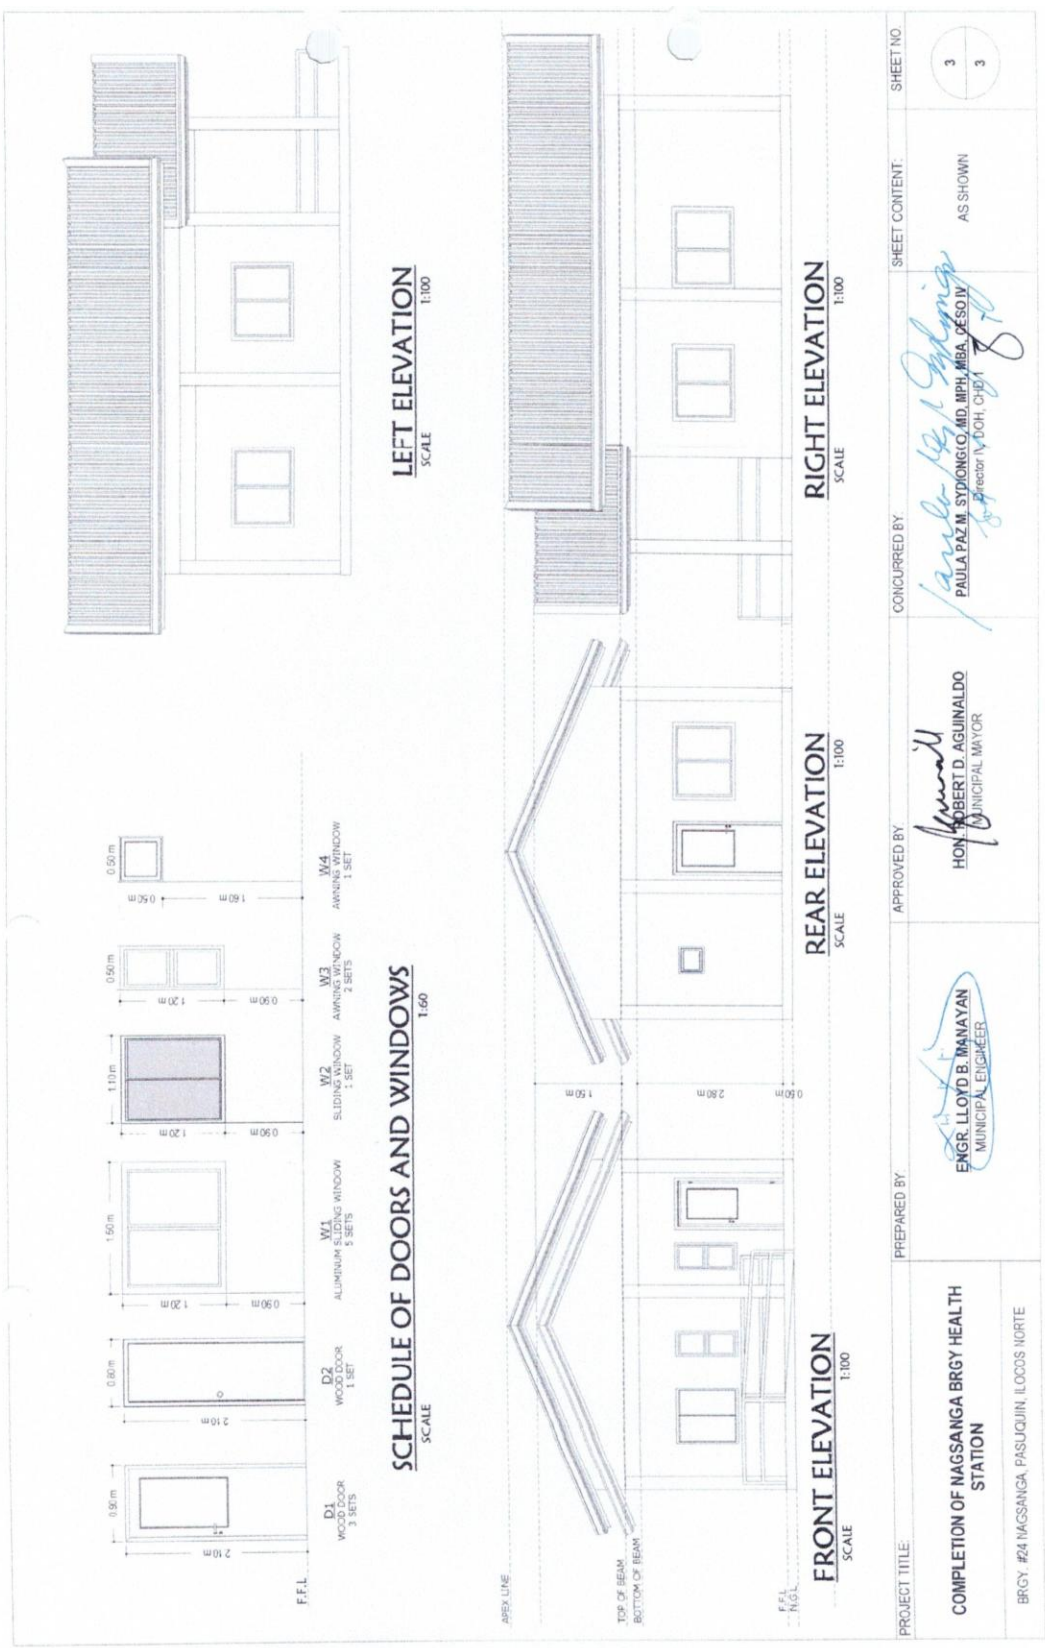 0.90 m
2.10 m
D1
WOOD DOOR
3 SETS
0.80 m
2.10 m
D2
WOOD DOOR
1 SET
1.50 m
1.20 m
0.90 m
W1
ALUMINUM SLIDING WINDOW
5 SETS
1.10 m
1.20 m
0.90 m
W2
SLIDING WINDOW
1 SET
0.50 m
1.20 m
0.90 m
W3
AWNING WINDOW
2 SETS
0.50 m
1.60 m
W4
AWNING WINDOW
1 SET
F.F.L
SCHEDULE OF DOORS AND WINDOWS
SCALE 1:60
LEFT ELEVATION
SCALE 1:100
APEX LINE
TOP OF BEAM
BOTTOM OF BEAM
F.F.L
N.G.L
1.50 m
2.80 m
0.50 m
FRONT ELEVATION
SCALE 1:100
REAR ELEVATION
SCALE 1:100
RIGHT ELEVATION
SCALE 1:100
PROJECT TITLE:
COMPLETION OF NAGSANGA BRGY HEALTH
STATION
BRGY. #24 NAGSANGA, PASUQUIN, ILOCOS NORTE
PREPARED BY
ENGR. LLOYD B. MANAYAN
MUNICIPAL ENGINEER
APPROVED BY
HON. ROBERT D. AGUINALDO
MUNICIPAL MAYOR
CONCURRED BY
PAULA PAZ M. SYDIONGCO, MD, MPH, MBA, CESO IV
Director IV, DOH, CHD 1
SHEET CONTENT:
AS SHOWN
SHEET NO.
3
3